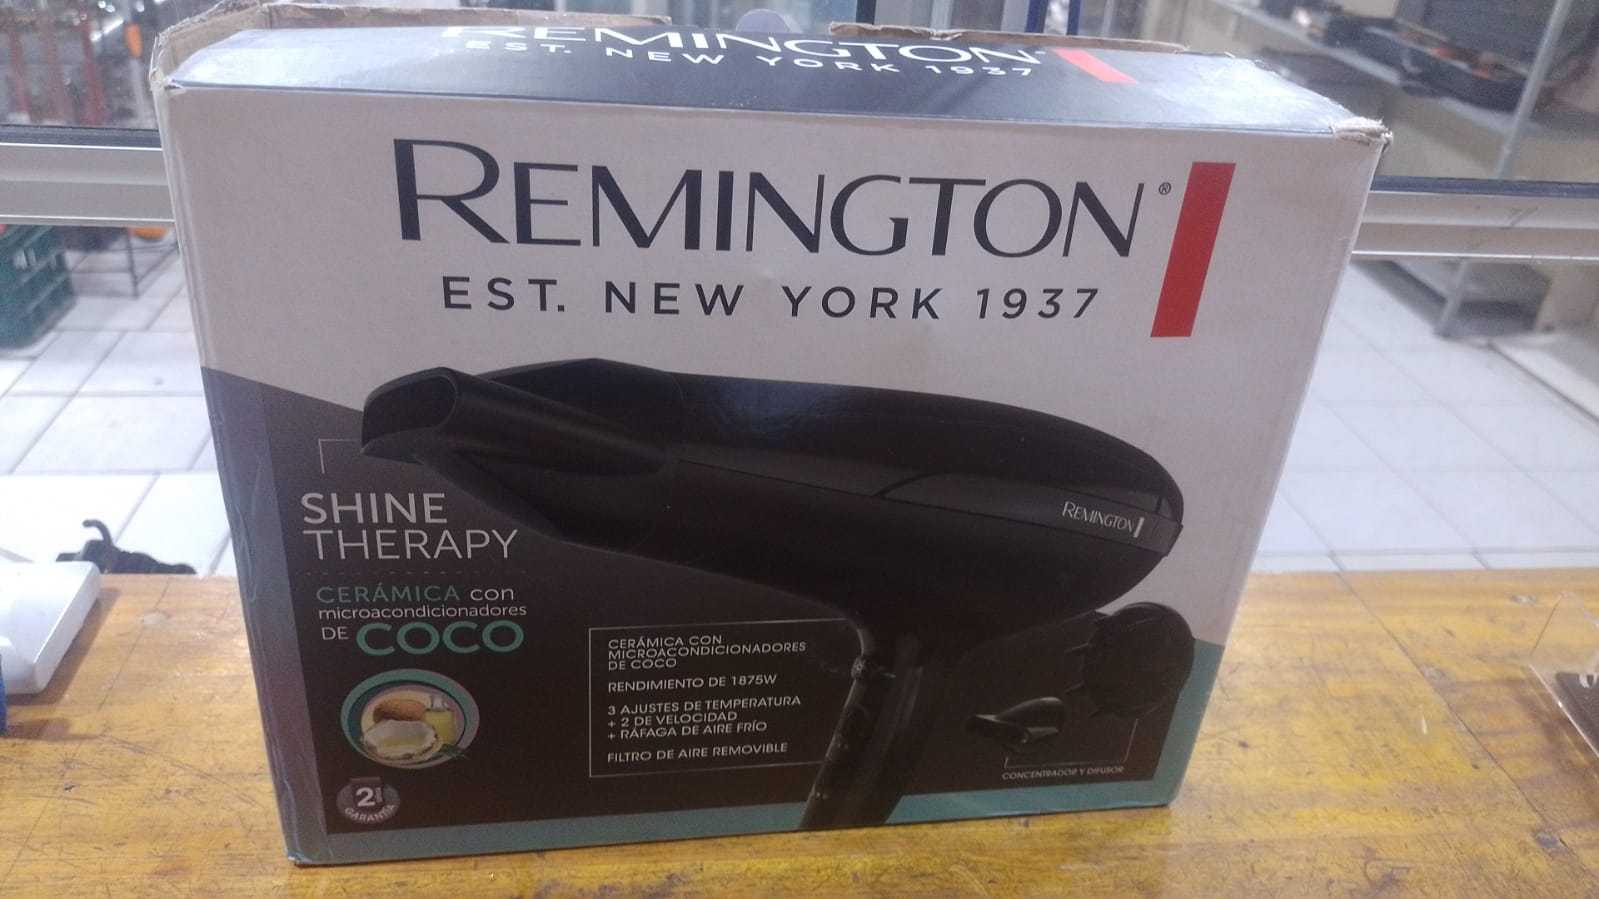 REMINGTON
EST. NEW YORK 1937
REMINGTON®
EST. NEW YORK 1937
REMINGTON
SHINE
THERAPY
CERÁMICA con
microacondicionadores
DE COCO
CERÁMICA CON
MICROACONDICIONADORES
DE COCO
RENDIMIENTO DE 1875W
3 AJUSTES DE TEMPERATURA
+ 2 DE VELOCIDAD
+ RÁFAGA DE AIRE FRÍO
FILTRO DE AIRE REMOVIBLE
CONCENTRADOR Y DIFUSOR
2
GARANTÍA